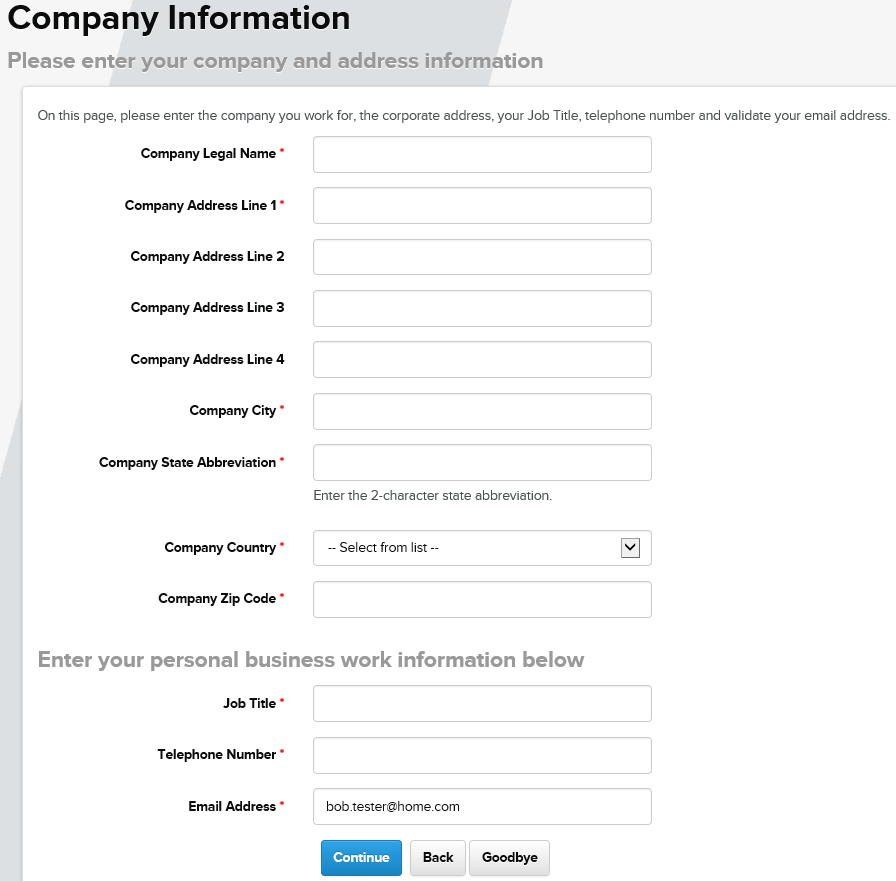 Company Information
Please enter your company and address information
On this page, please enter the company you work for, the corporate address, your Job Title, telephone number and validate your email address.
Company Legal Name *
Company Address Line 1 *
Company Address Line 2
Company Address Line 3
Company Address Line 4
Company City *
Company State Abbreviation *
Enter the 2-character state abbreviation.
Company Country * -- Select from list --
Company Zip Code *
Enter your personal business work information below
Job Title *
Telephone Number *
Email Address * bob.tester@home.com
Continue Back Goodbye